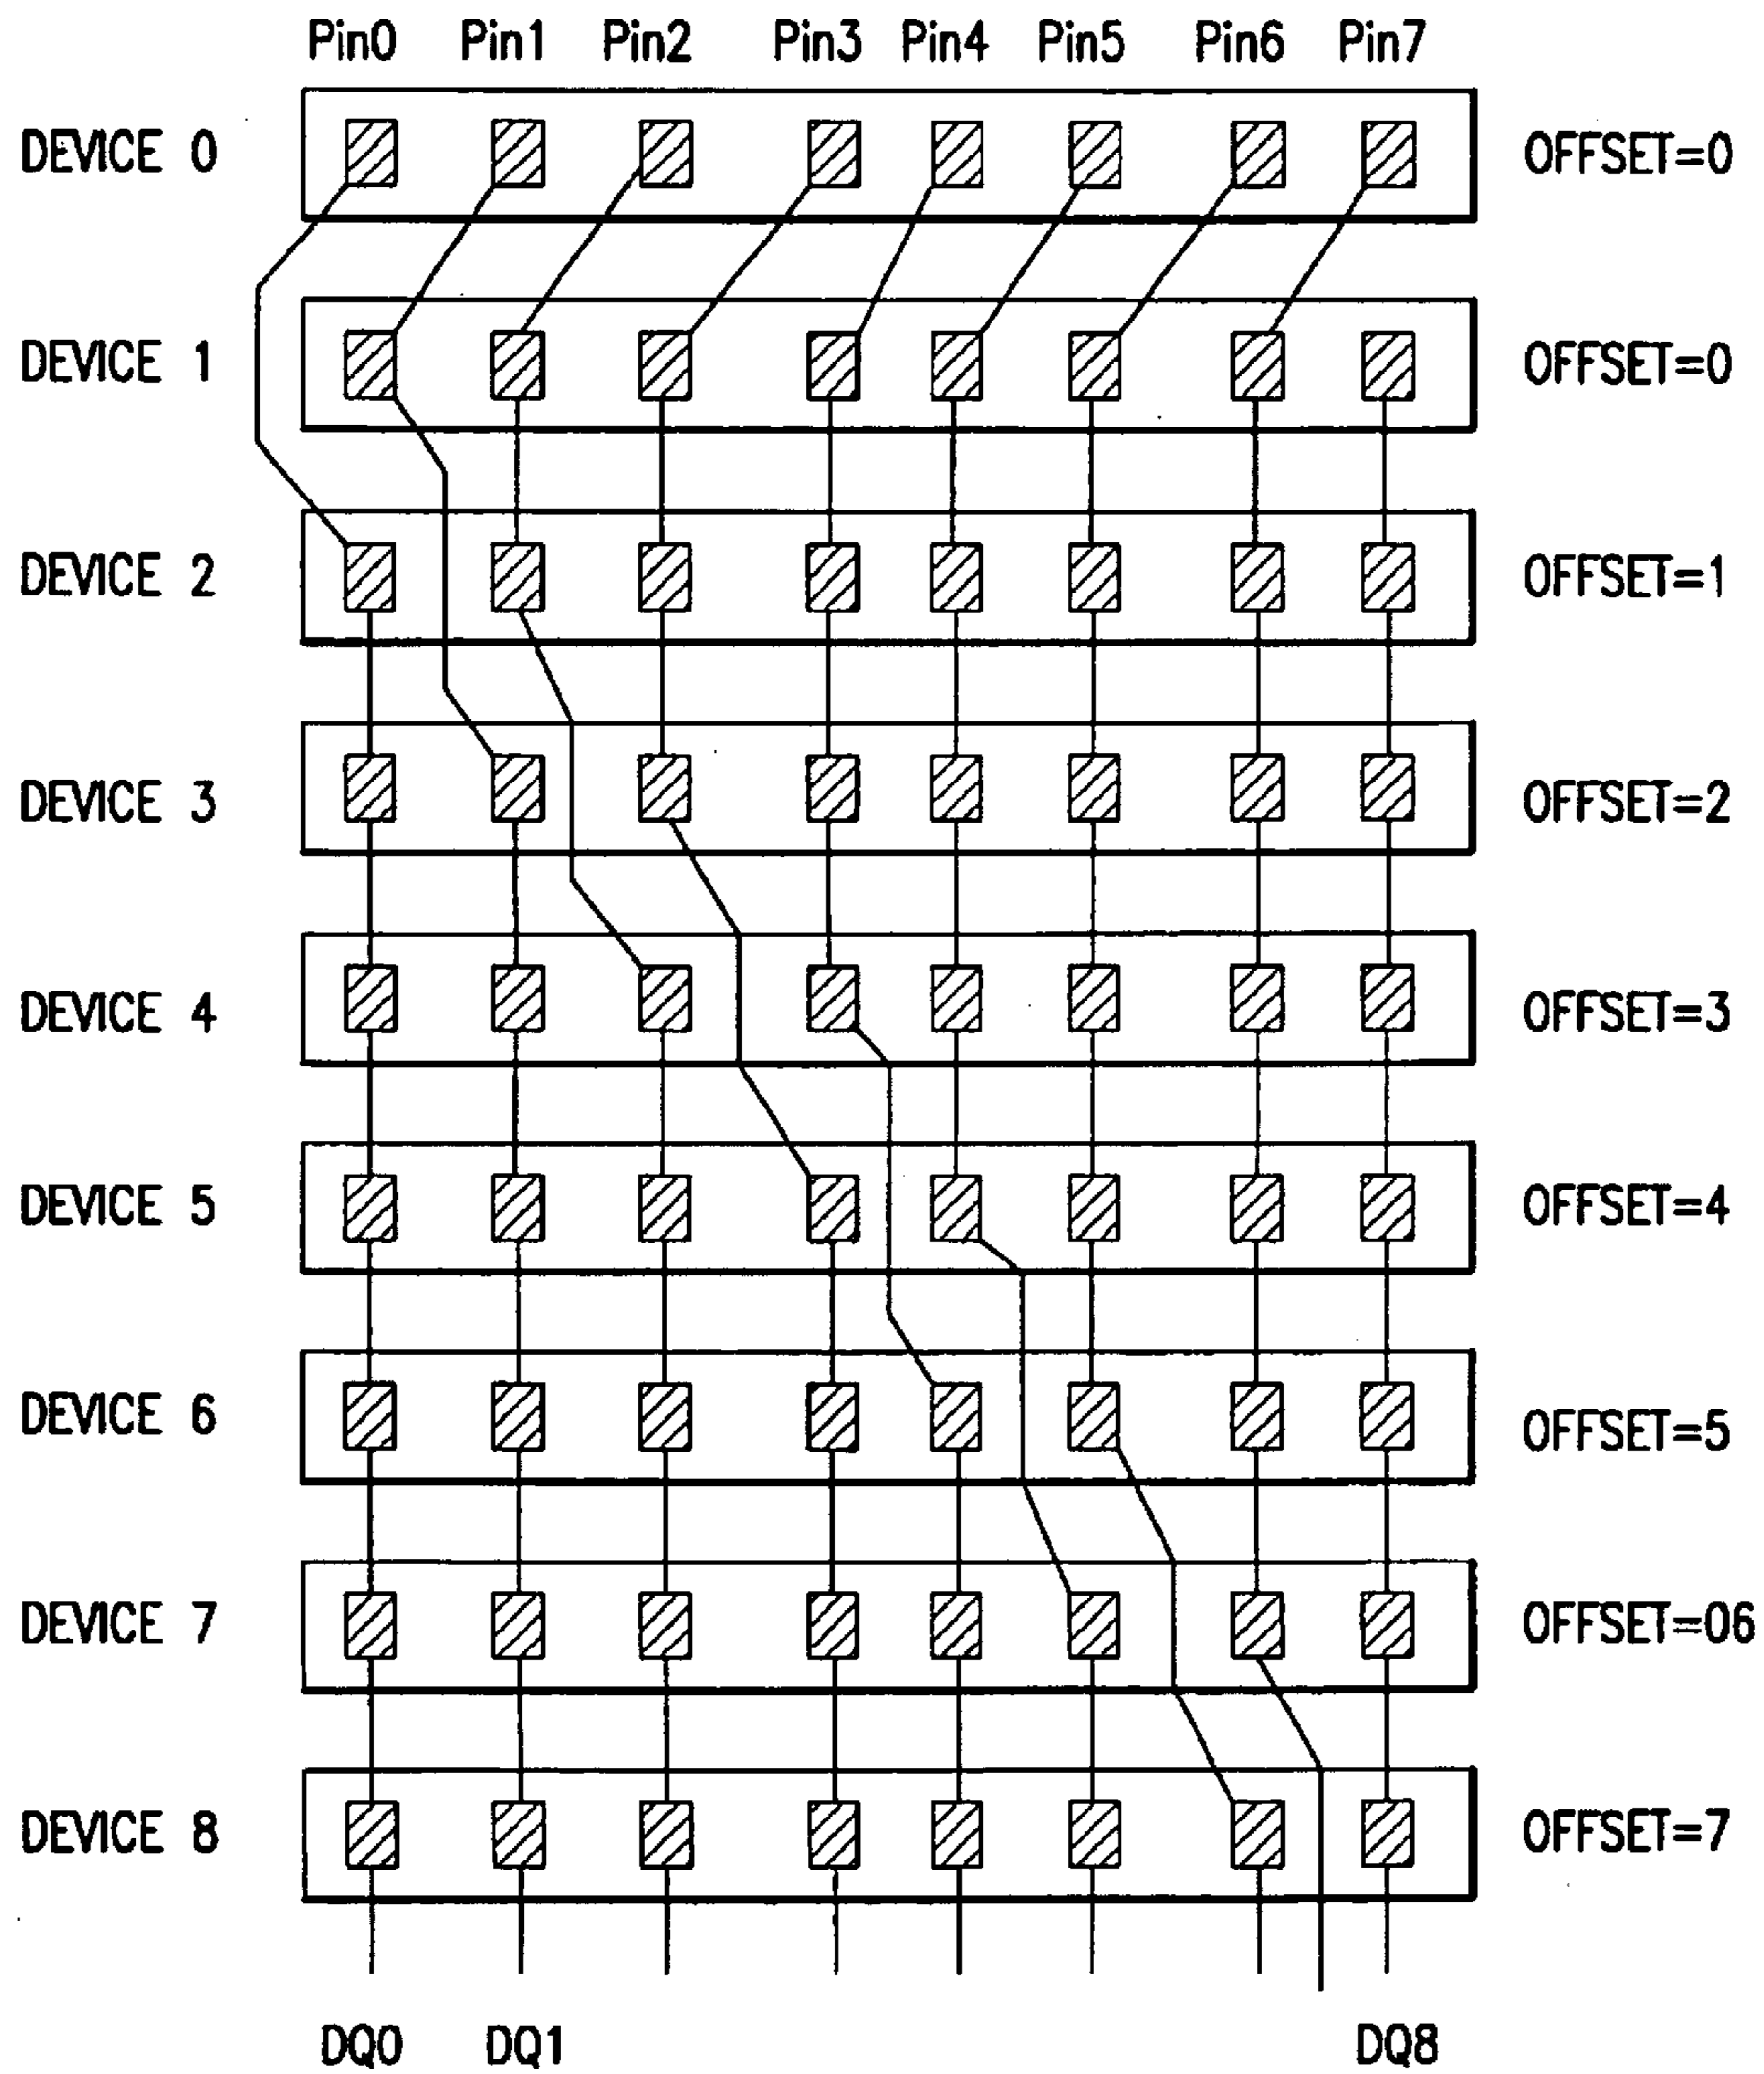 Pin0 Pin1 Pin2 Pin3 Pin4 Pin5 Pin6 Pin7
DEVICE 0 OFFSET=0
DEVICE 1 OFFSET=0
DEVICE 2 OFFSET=1
DEVICE 3 OFFSET=2
DEVICE 4 OFFSET=3
DEVICE 5 OFFSET=4
DEVICE 6 OFFSET=5
DEVICE 7 OFFSET=06
DEVICE 8 OFFSET=7
DQ0 DQ1 DQ8